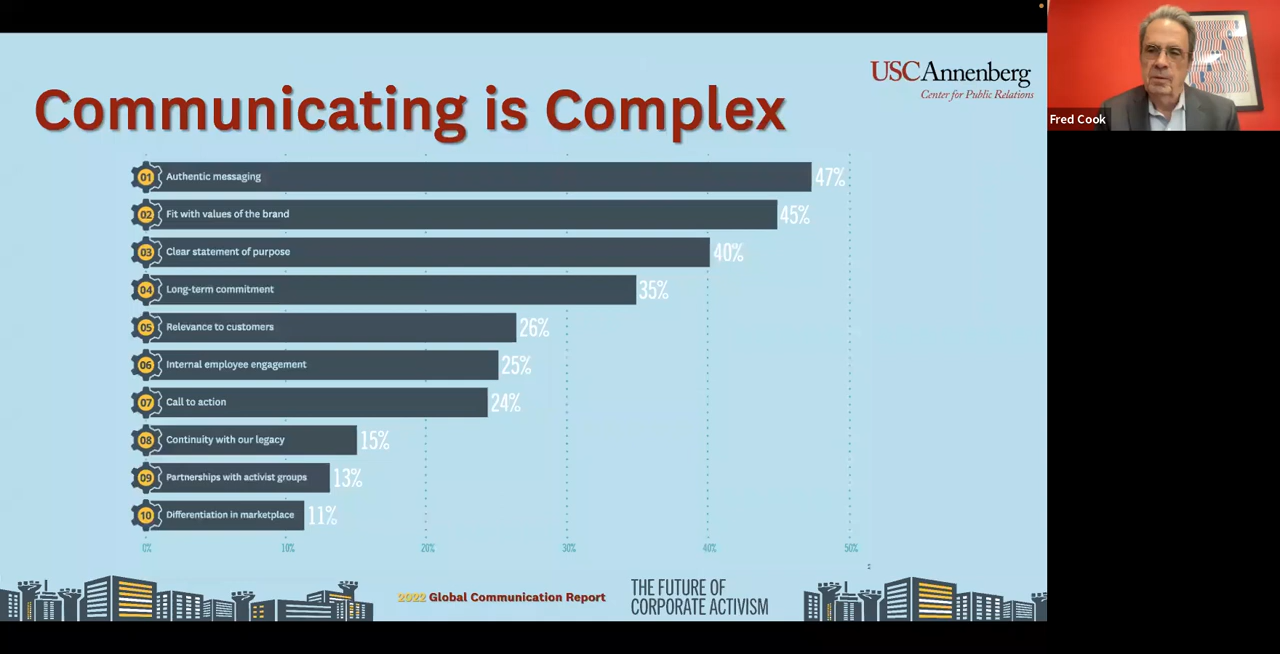 Communicating is Complex
USC Annenberg
Center for Public Relations
Fred Cook
01 Authentic messaging 47%
02 Fit with values of the brand 45%
03 Clear statement of purpose 40%
04 Long-term commitment 35%
05 Relevance to customers 26%
06 Internal employee engagement 25%
07 Call to action 24%
08 Continuity with our legacy 15%
09 Partnerships with activist groups 13%
10 Differentiation in marketplace 11%
0% 10% 20% 30% 40% 50%
2022 Global Communication Report
THE FUTURE OF
CORPORATE ACTIVISM